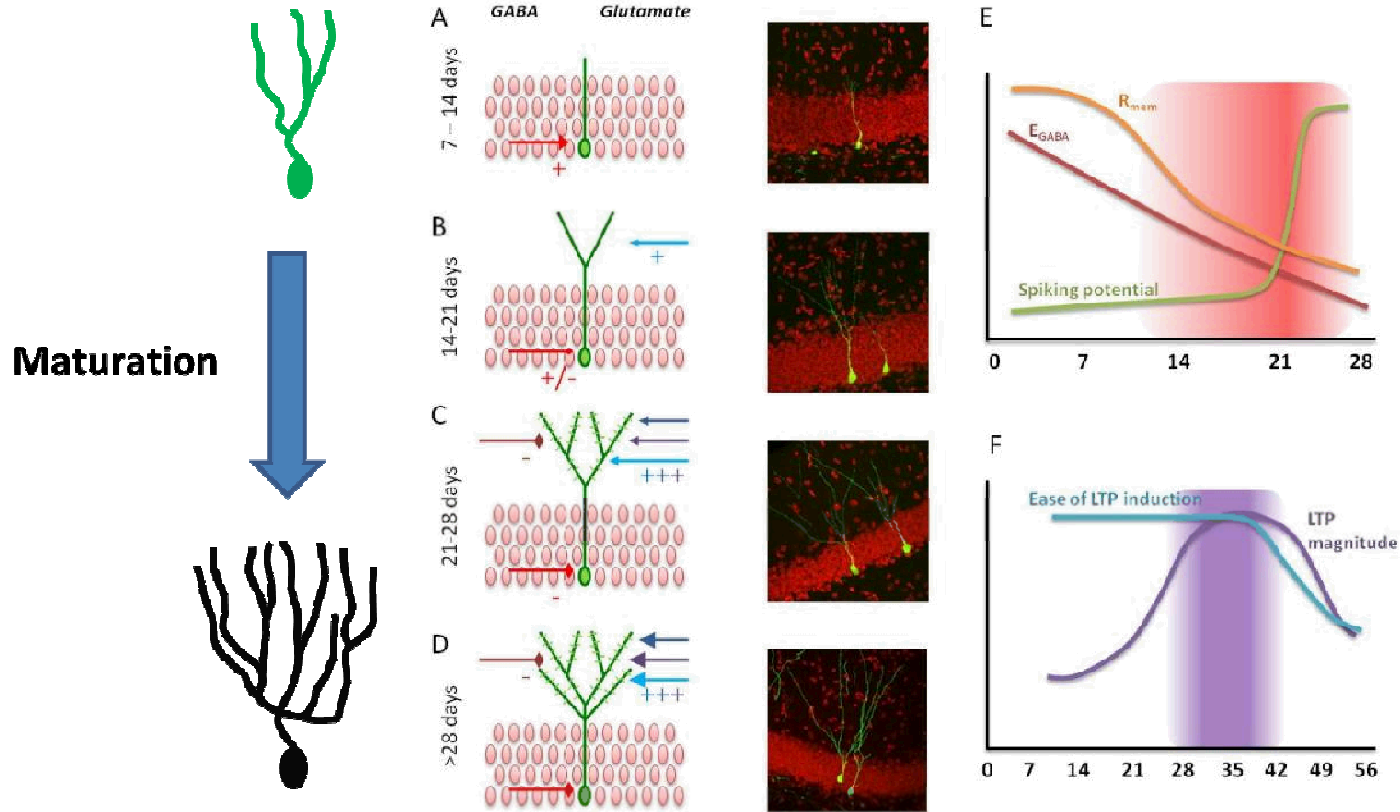 Maturation
A
GABA
Glutamate
7 – 14 days
+
B
14-21 days
+
+/-
C
21-28 days
-
+++
-
D
>28 days
-
+++
E
Rmem
EGABA
Spiking potential
0 7 14 21 28
F
Ease of LTP induction
LTP
magnitude
0 7 14 21 28 35 42 49 56